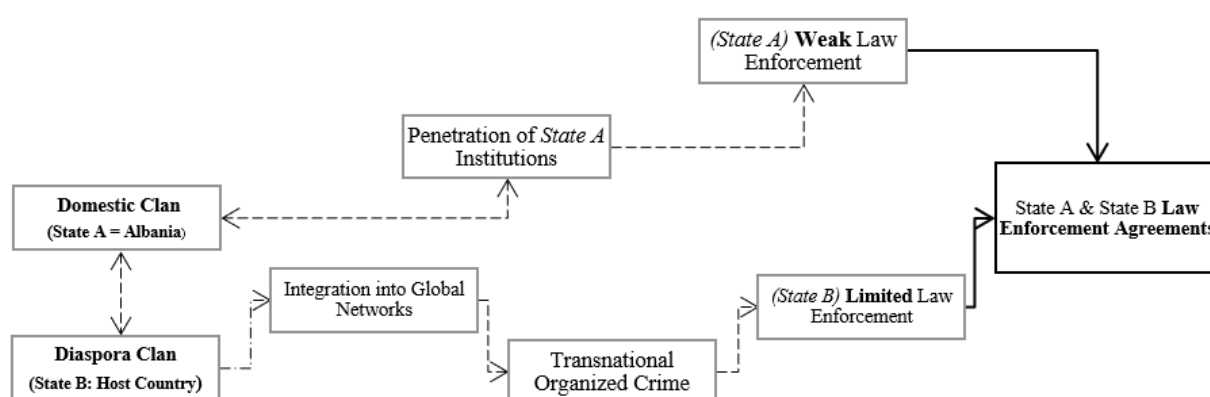 (State A) Weak Law
Enforcement
Penetration of State A
Institutions
Domestic Clan
(State A = Albania)
State A & State B Law
Enforcement Agreements
Integration into Global
Networks
(State B) Limited Law
Enforcement
Diaspora Clan
(State B: Host Country)
Transnational
Organized Crime